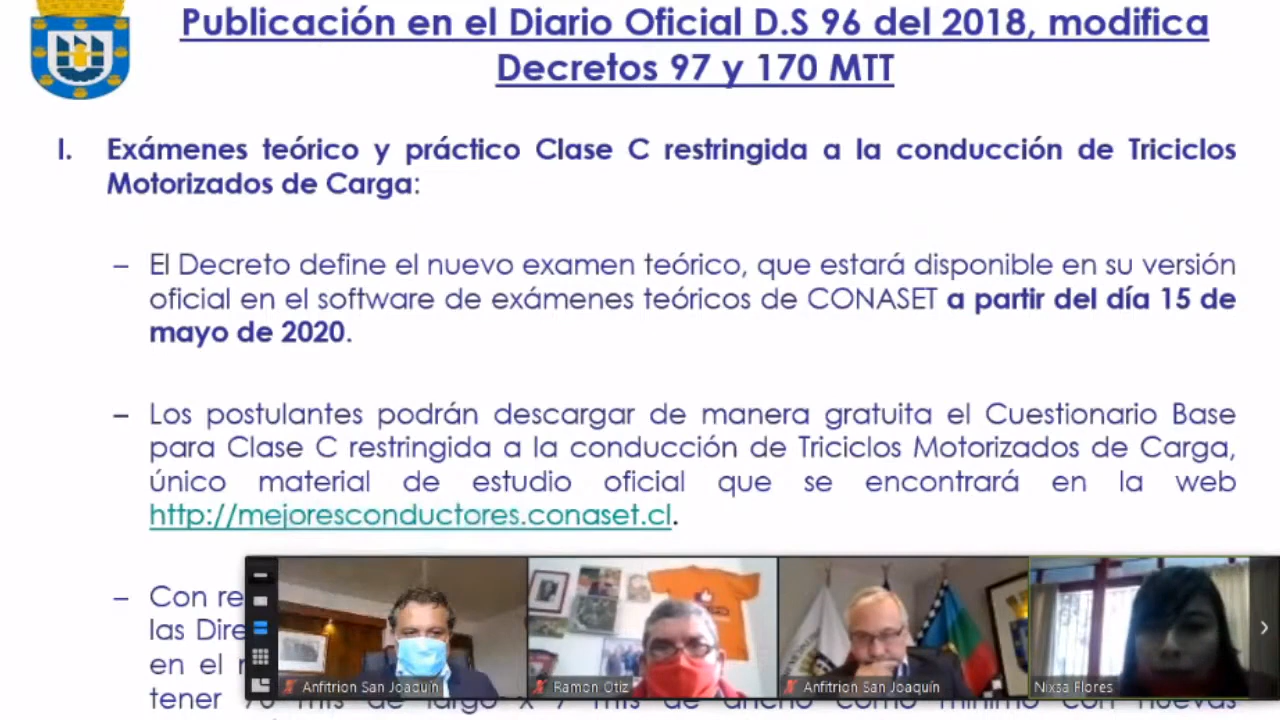 Publicación en el Diario Oficial D.S 96 del 2018, modifica
Decretos 97 y 170 MTT
I. Exámenes teórico y práctico Clase C restringida a la conducción de Triciclos
Motorizados de Carga:
– El Decreto define el nuevo examen teórico, que estará disponible en su versión
oficial en el software de exámenes teóricos de CONASET a partir del día 15 de
mayo de 2020.
– Los postulantes podrán descargar de manera gratuita el Cuestionario Base
para Clase C restringida a la conducción de Triciclos Motorizados de Carga,
único material de estudio oficial que se encontrará en la web
http://mejoresconductores.conaset.cl.
– Con
las
en el
tener
Anfitrion San Joaquín
Ramon Otiz
Anfitrion San Joaquín
Nixsa Flores